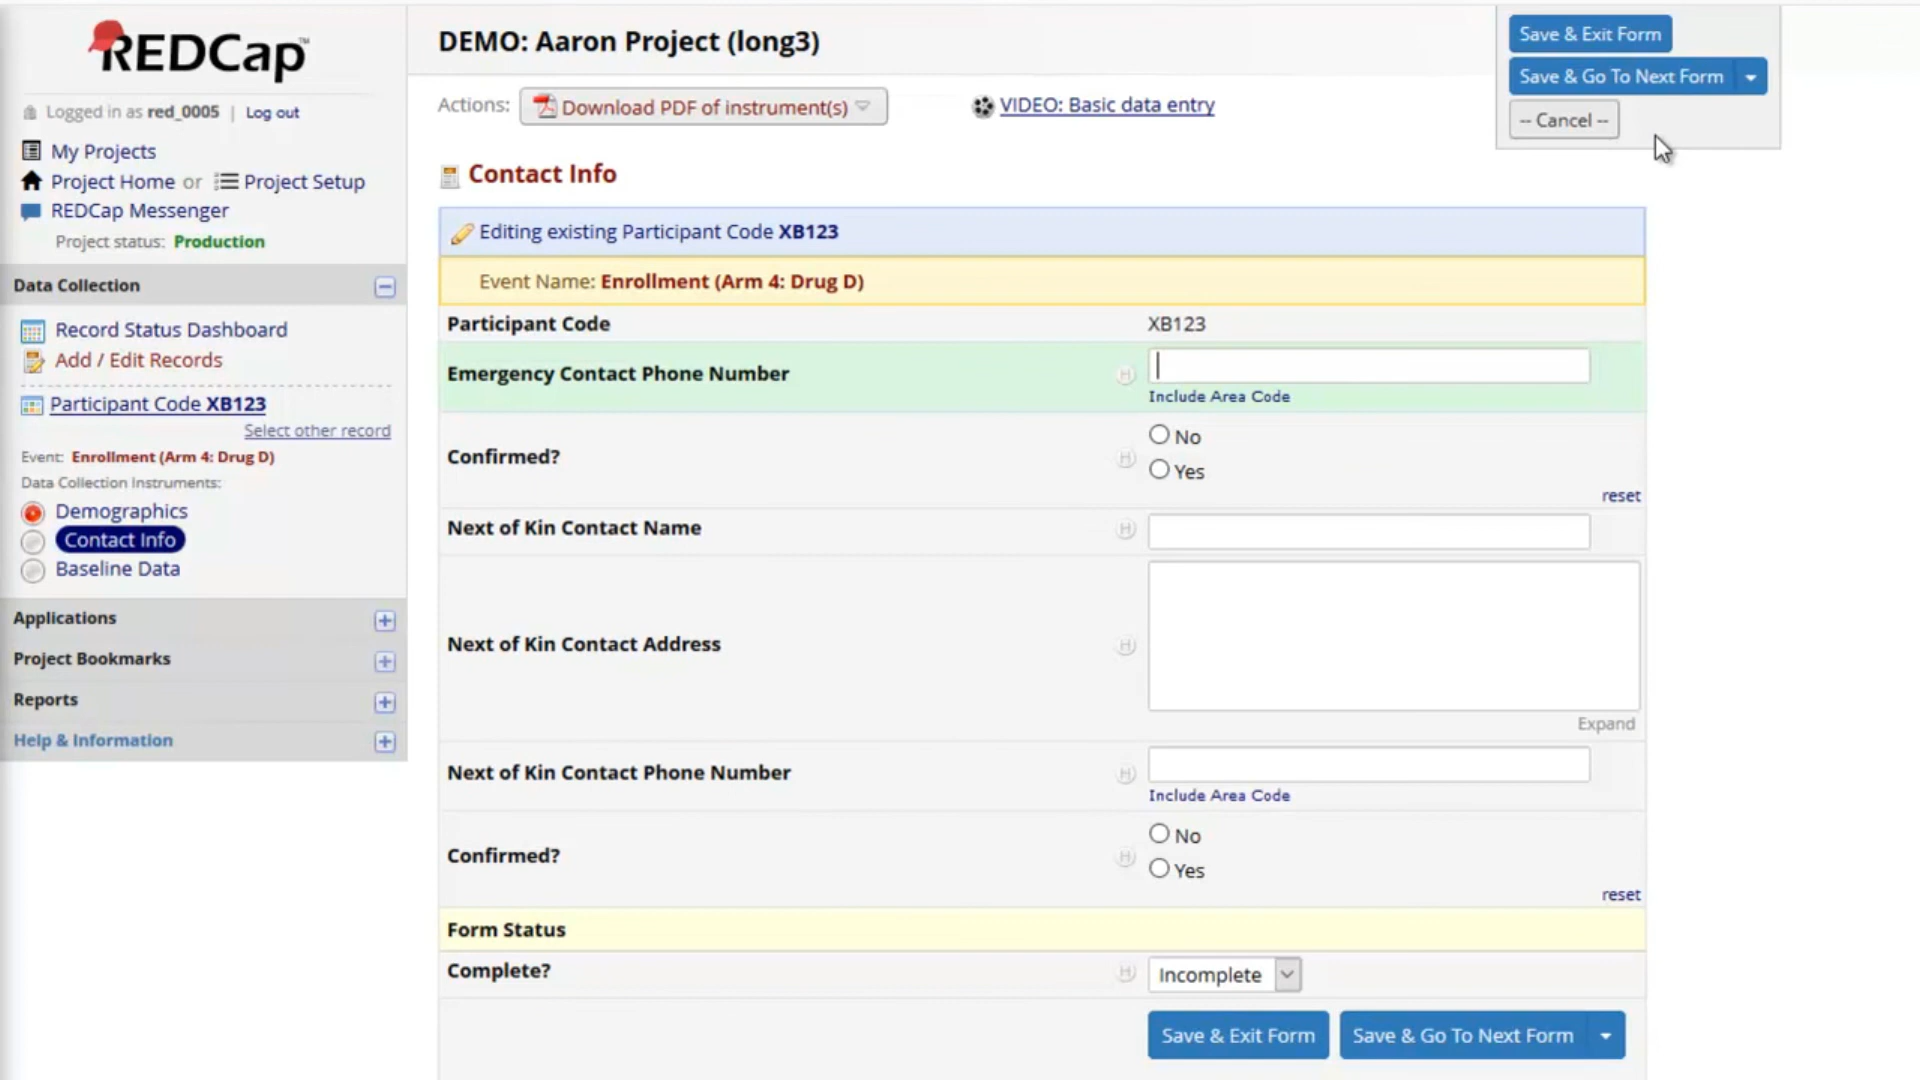 REDCap™
Logged in as red_0005 | Log out
My Projects
Project Home or Project Setup
REDCap Messenger
Project status: Production
Data Collection
Record Status Dashboard
Add / Edit Records
Participant Code XB123
Select other record
Event: Enrollment (Arm 4: Drug D)
Data Collection Instruments:
Demographics
Contact Info
Baseline Data
Applications
Project Bookmarks
Reports
Help & Information
DEMO: Aaron Project (long3)
Actions: Download PDF of instrument(s) VIDEO: Basic data entry
Save & Exit Form
Save & Go To Next Form
-- Cancel --
Contact Info
Editing existing Participant Code XB123
Event Name: Enrollment (Arm 4: Drug D)
Participant Code XB123
Emergency Contact Phone Number H
Include Area Code
Confirmed? H
No
Yes
reset
Next of Kin Contact Name H
Next of Kin Contact Address H
Expand
Next of Kin Contact Phone Number H
Include Area Code
Confirmed? H
No
Yes
reset
Form Status
Complete? H Incomplete
Save & Exit Form Save & Go To Next Form